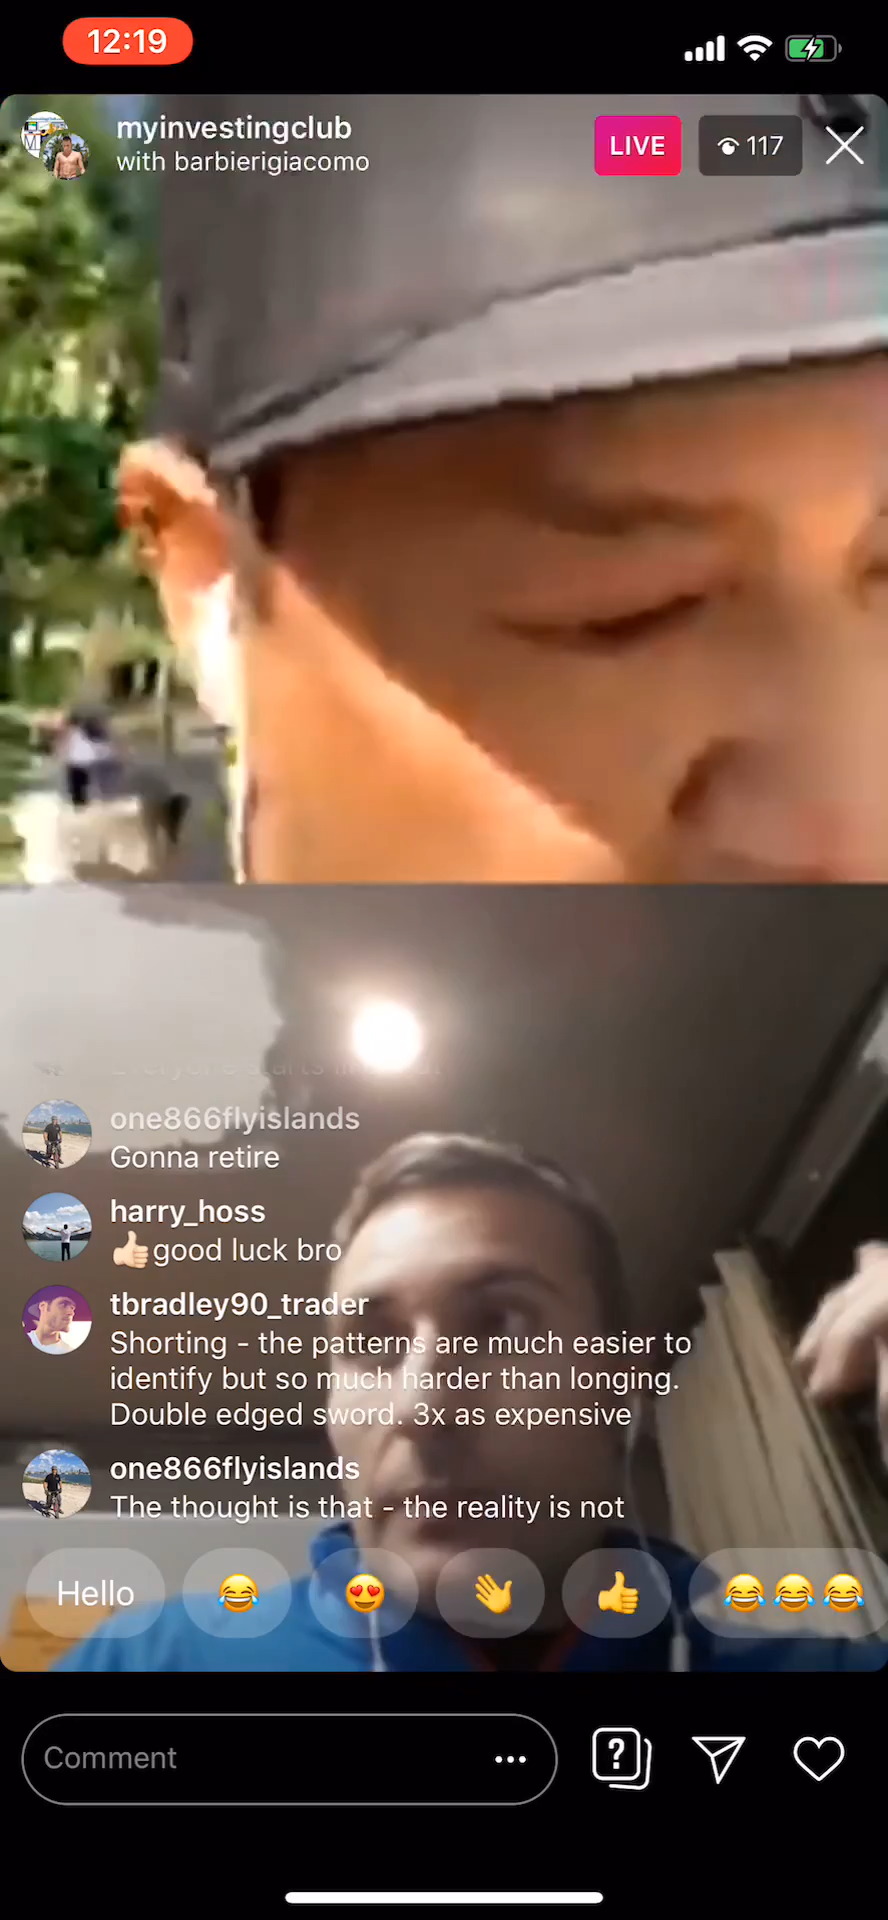 12:19
myinvestingclub
with barbierigiacomo
LIVE
117
one866flyislands
Gonna retire
harry_hoss
👍🏻good luck bro
tbradley90_trader
Shorting - the patterns are much easier to
identify but so much harder than longing.
Double edged sword. 3x as expensive
one866flyislands
The thought is that - the reality is not
Hello
Comment